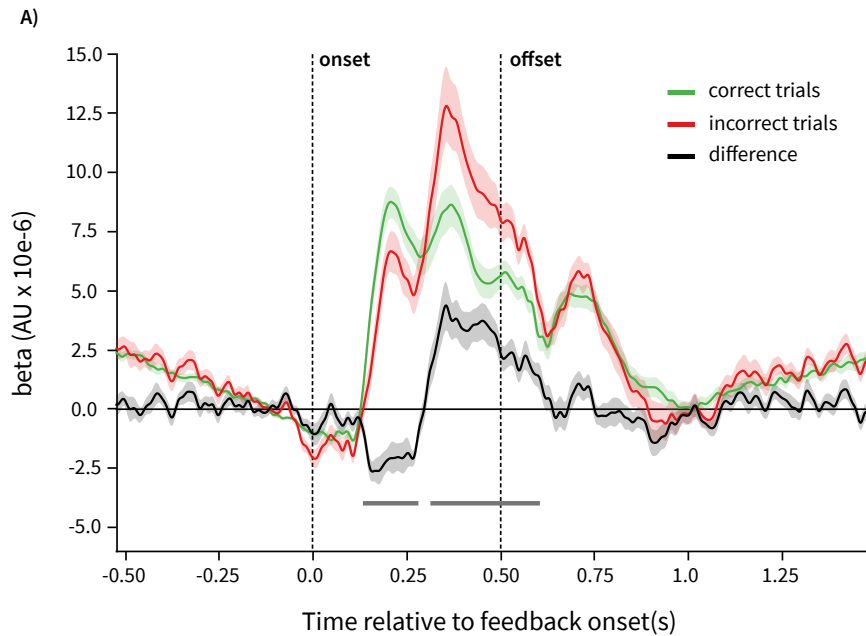 A)
onset
offset
correct trials
incorrect trials
difference
beta (AU x 10e-6)
15.0
12.5
10.0
7.5
5.0
2.5
0.0
-2.5
-5.0
-0.50
-0.25
0.0
0.25
0.50
0.75
1.0
1.25
Time relative to feedback onset(s)